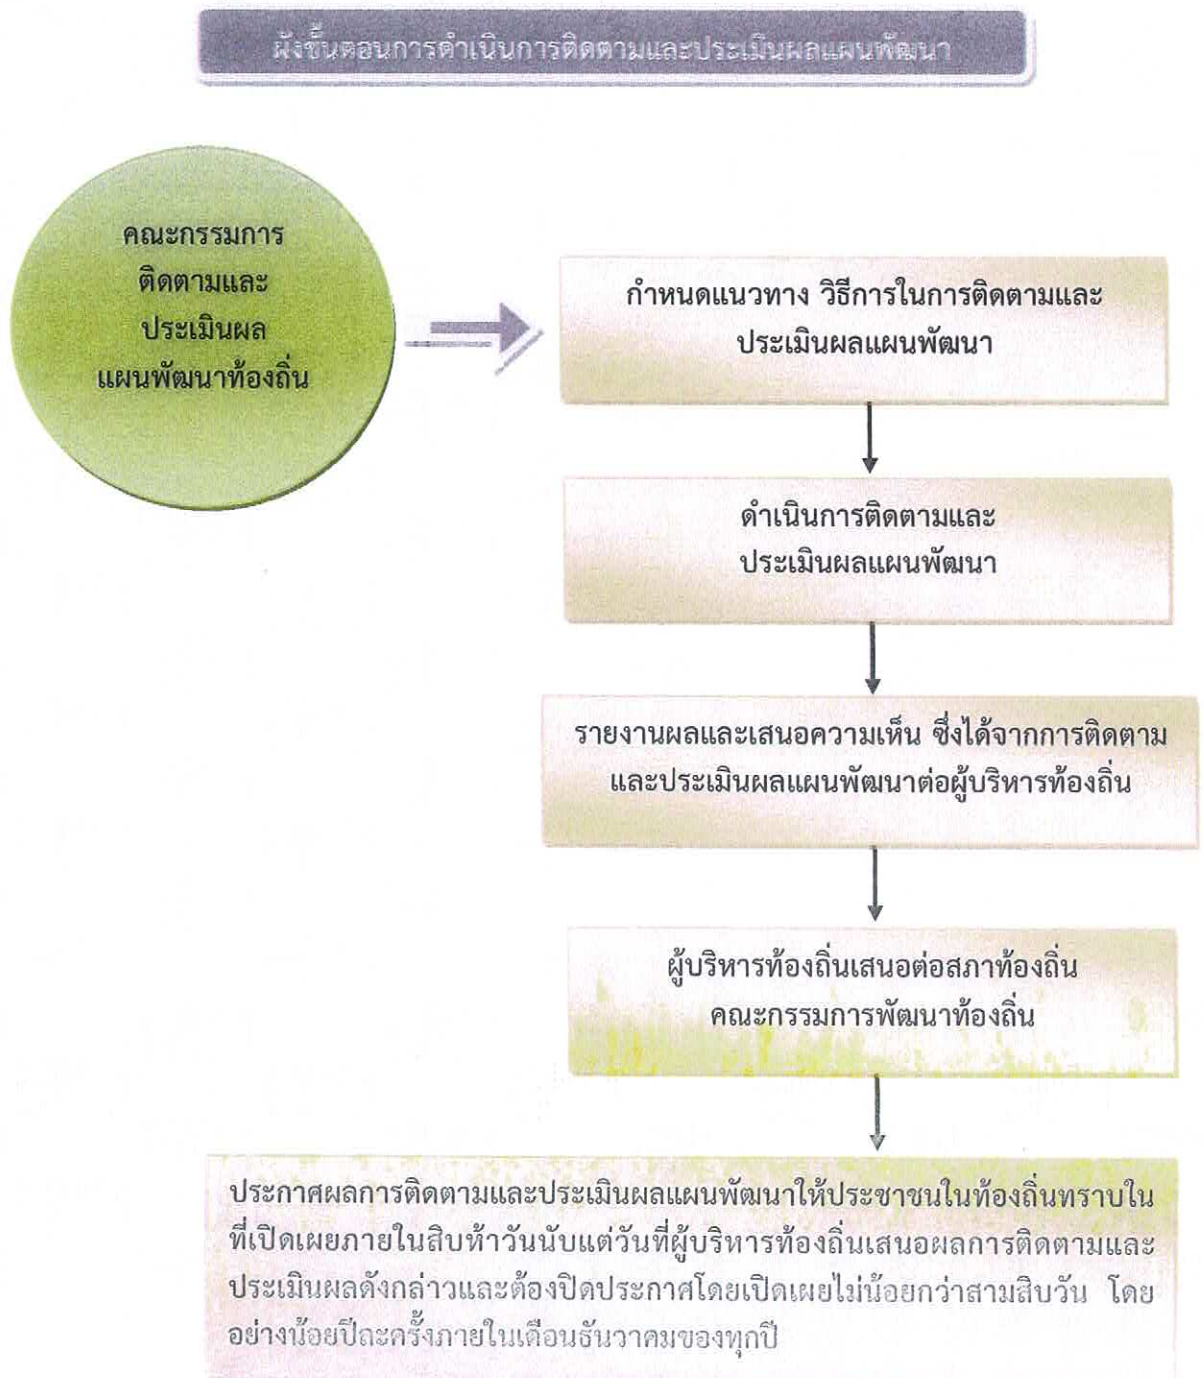 ผังขั้นตอนการดำเนินการติดตามและประเมินผลแผนพัฒนา
คณะกรรมการ
ติดตามและ
ประเมินผล
แผนพัฒนาท้องถิ่น
กำหนดแนวทาง วิธีการในการติดตามและ
ประเมินผลแผนพัฒนา
ดำเนินการติดตามและ
ประเมินผลแผนพัฒนา
รายงานผลและเสนอความเห็น ซึ่งได้จากการติดตาม
และประเมินผลแผนพัฒนาต่อผู้บริหารท้องถิ่น
ผู้บริหารท้องถิ่นเสนอต่อสภาท้องถิ่น
คณะกรรมการพัฒนาท้องถิ่น
ประกาศผลการติดตามและประเมินผลแผนพัฒนาให้ประชาชนในท้องถิ่นทราบใน
ที่เปิดเผยภายในสิบห้าวันนับแต่วันที่ผู้บริหารท้องถิ่นเสนอผลการติดตามและ
ประเมินผลดังกล่าวและต้องปิดประกาศโดยเปิดเผยไม่น้อยกว่าสามสิบวัน โดย
อย่างน้อยปีละครั้งภายในเดือนธันวาคมของทุกปี